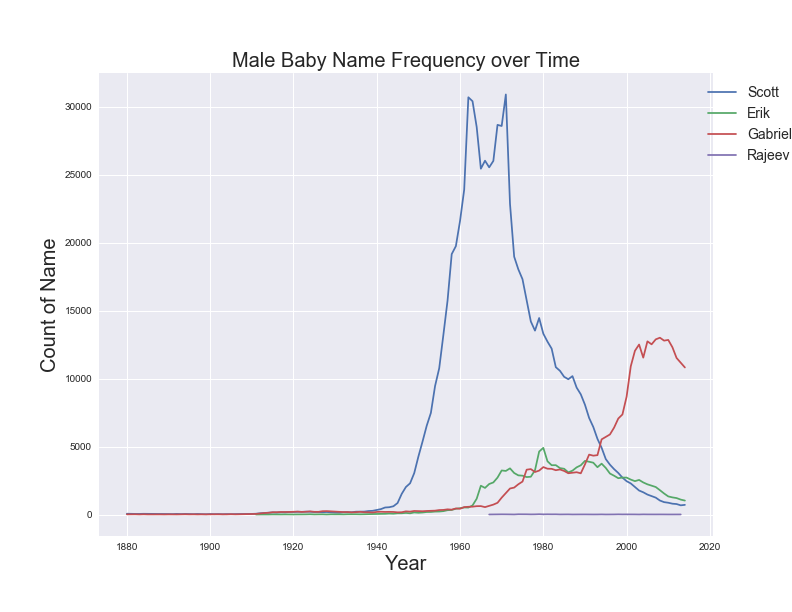 Male Baby Name Frequency over Time
Scott
Erik
Gabriel
Rajeev
30000
25000
20000
15000
10000
5000
0
Count of Name
1880 1900 1920 1940 1960 1980 2000 2020
Year